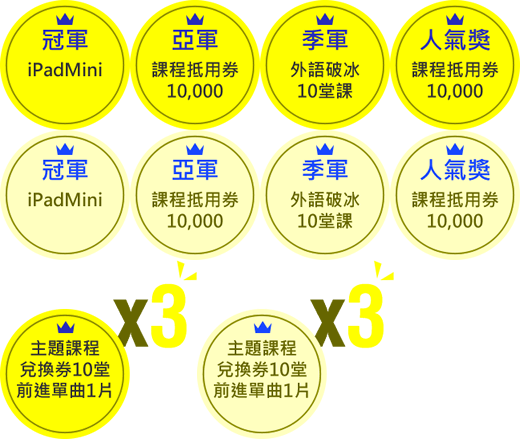 冠軍
iPadMini
亞軍
課程抵用券
10,000
季軍
外語破冰
10堂課
人氣獎
課程抵用券
10,000
冠軍
iPadMini
亞軍
課程抵用券
10,000
季軍
外語破冰
10堂課
人氣獎
課程抵用券
10,000
主題課程
兌換券10堂
前進單曲1片
x3
主題課程
兌換券10堂
前進單曲1片
x3